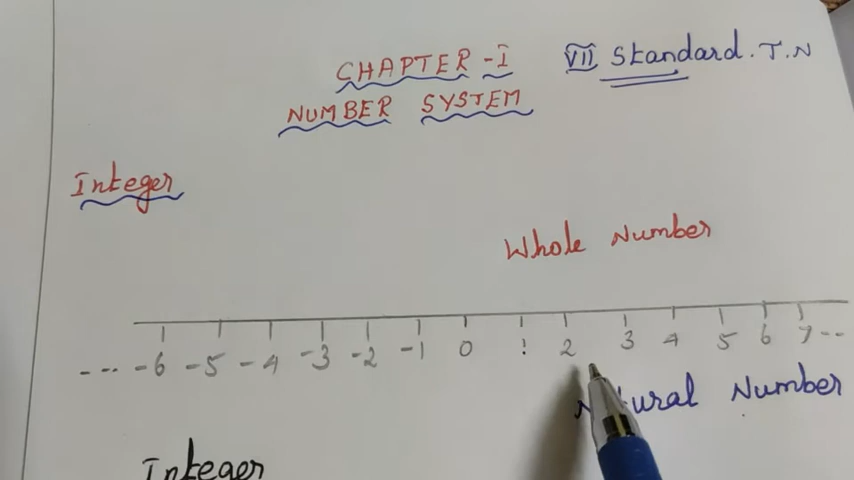 CHAPTER - I VII Standard. T.N
NUMBER SYSTEM
Integer
Whole Number
--- -6 -5 -4 -3 -2 -1 0 1 2 3 4 5 6 7 --
Number
Integer